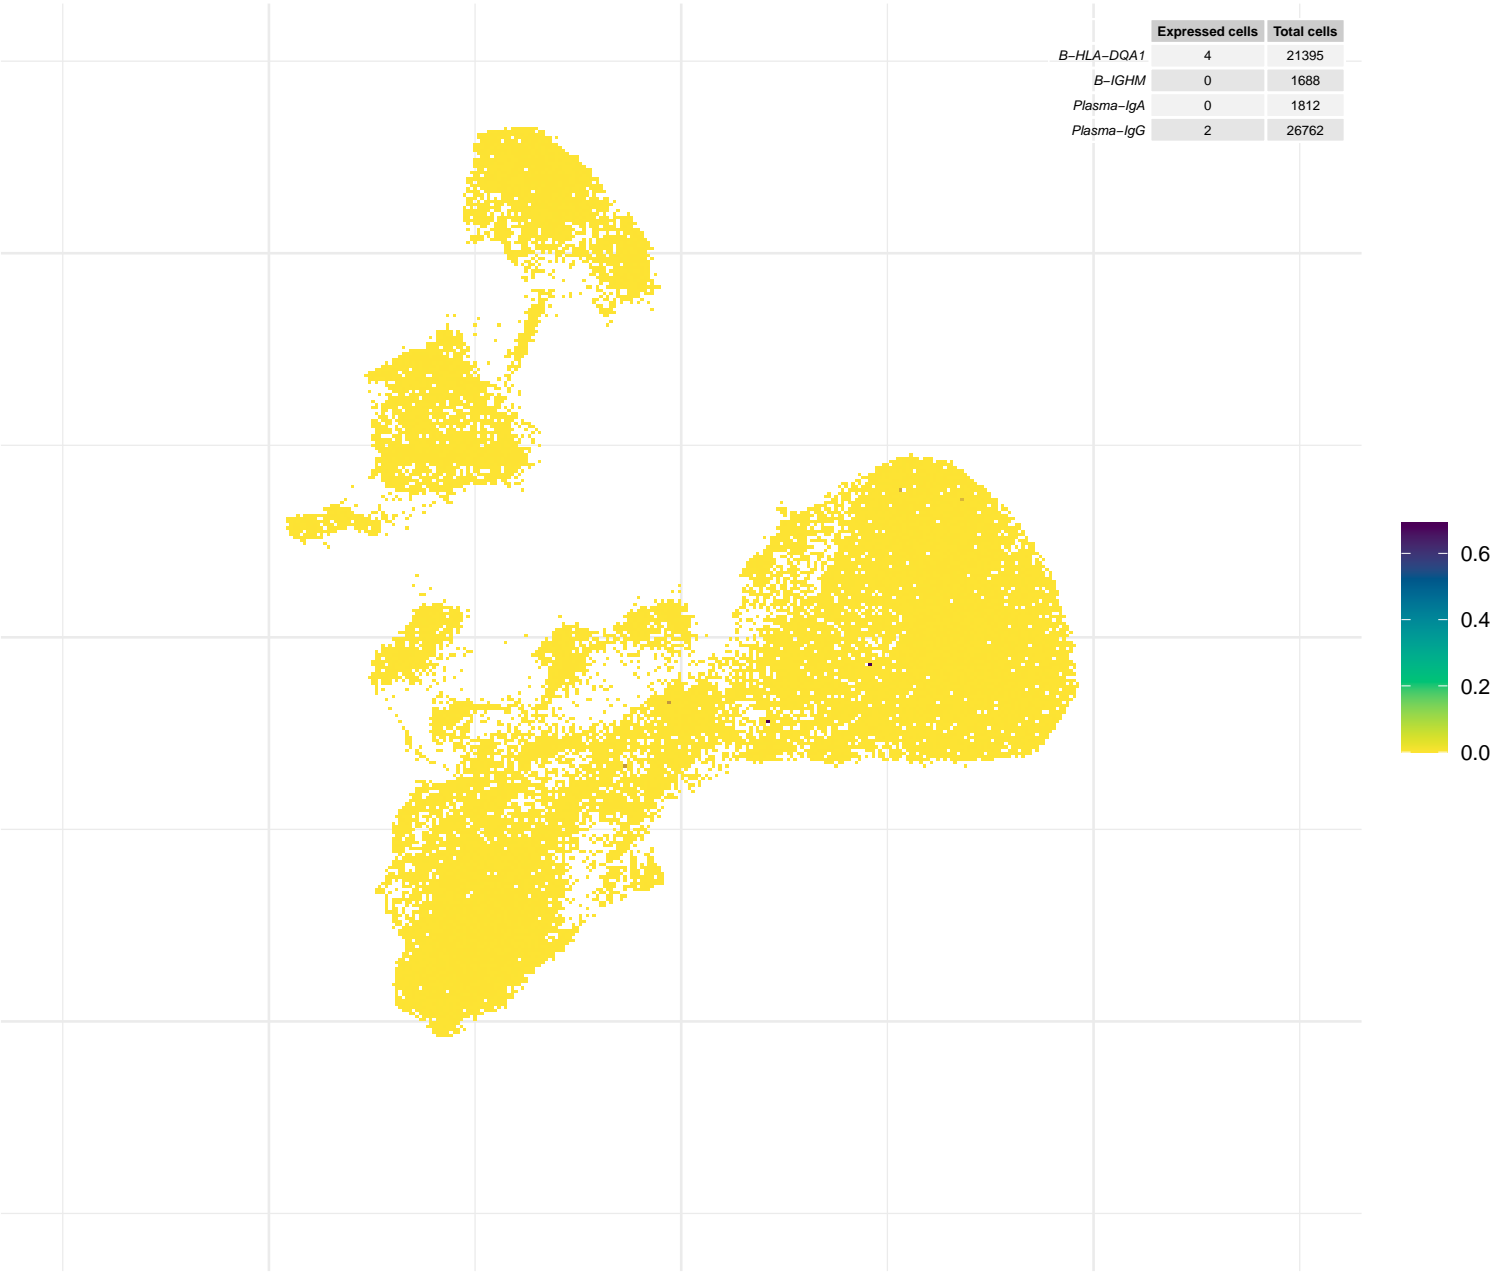 Expressed cells Total cells
B−HLA−DQA1 4 21395
B−IGHM 0 1688
Plasma−IgA 0 1812
Plasma−IgG 2 26762
0.6
0.4
0.2
0.0